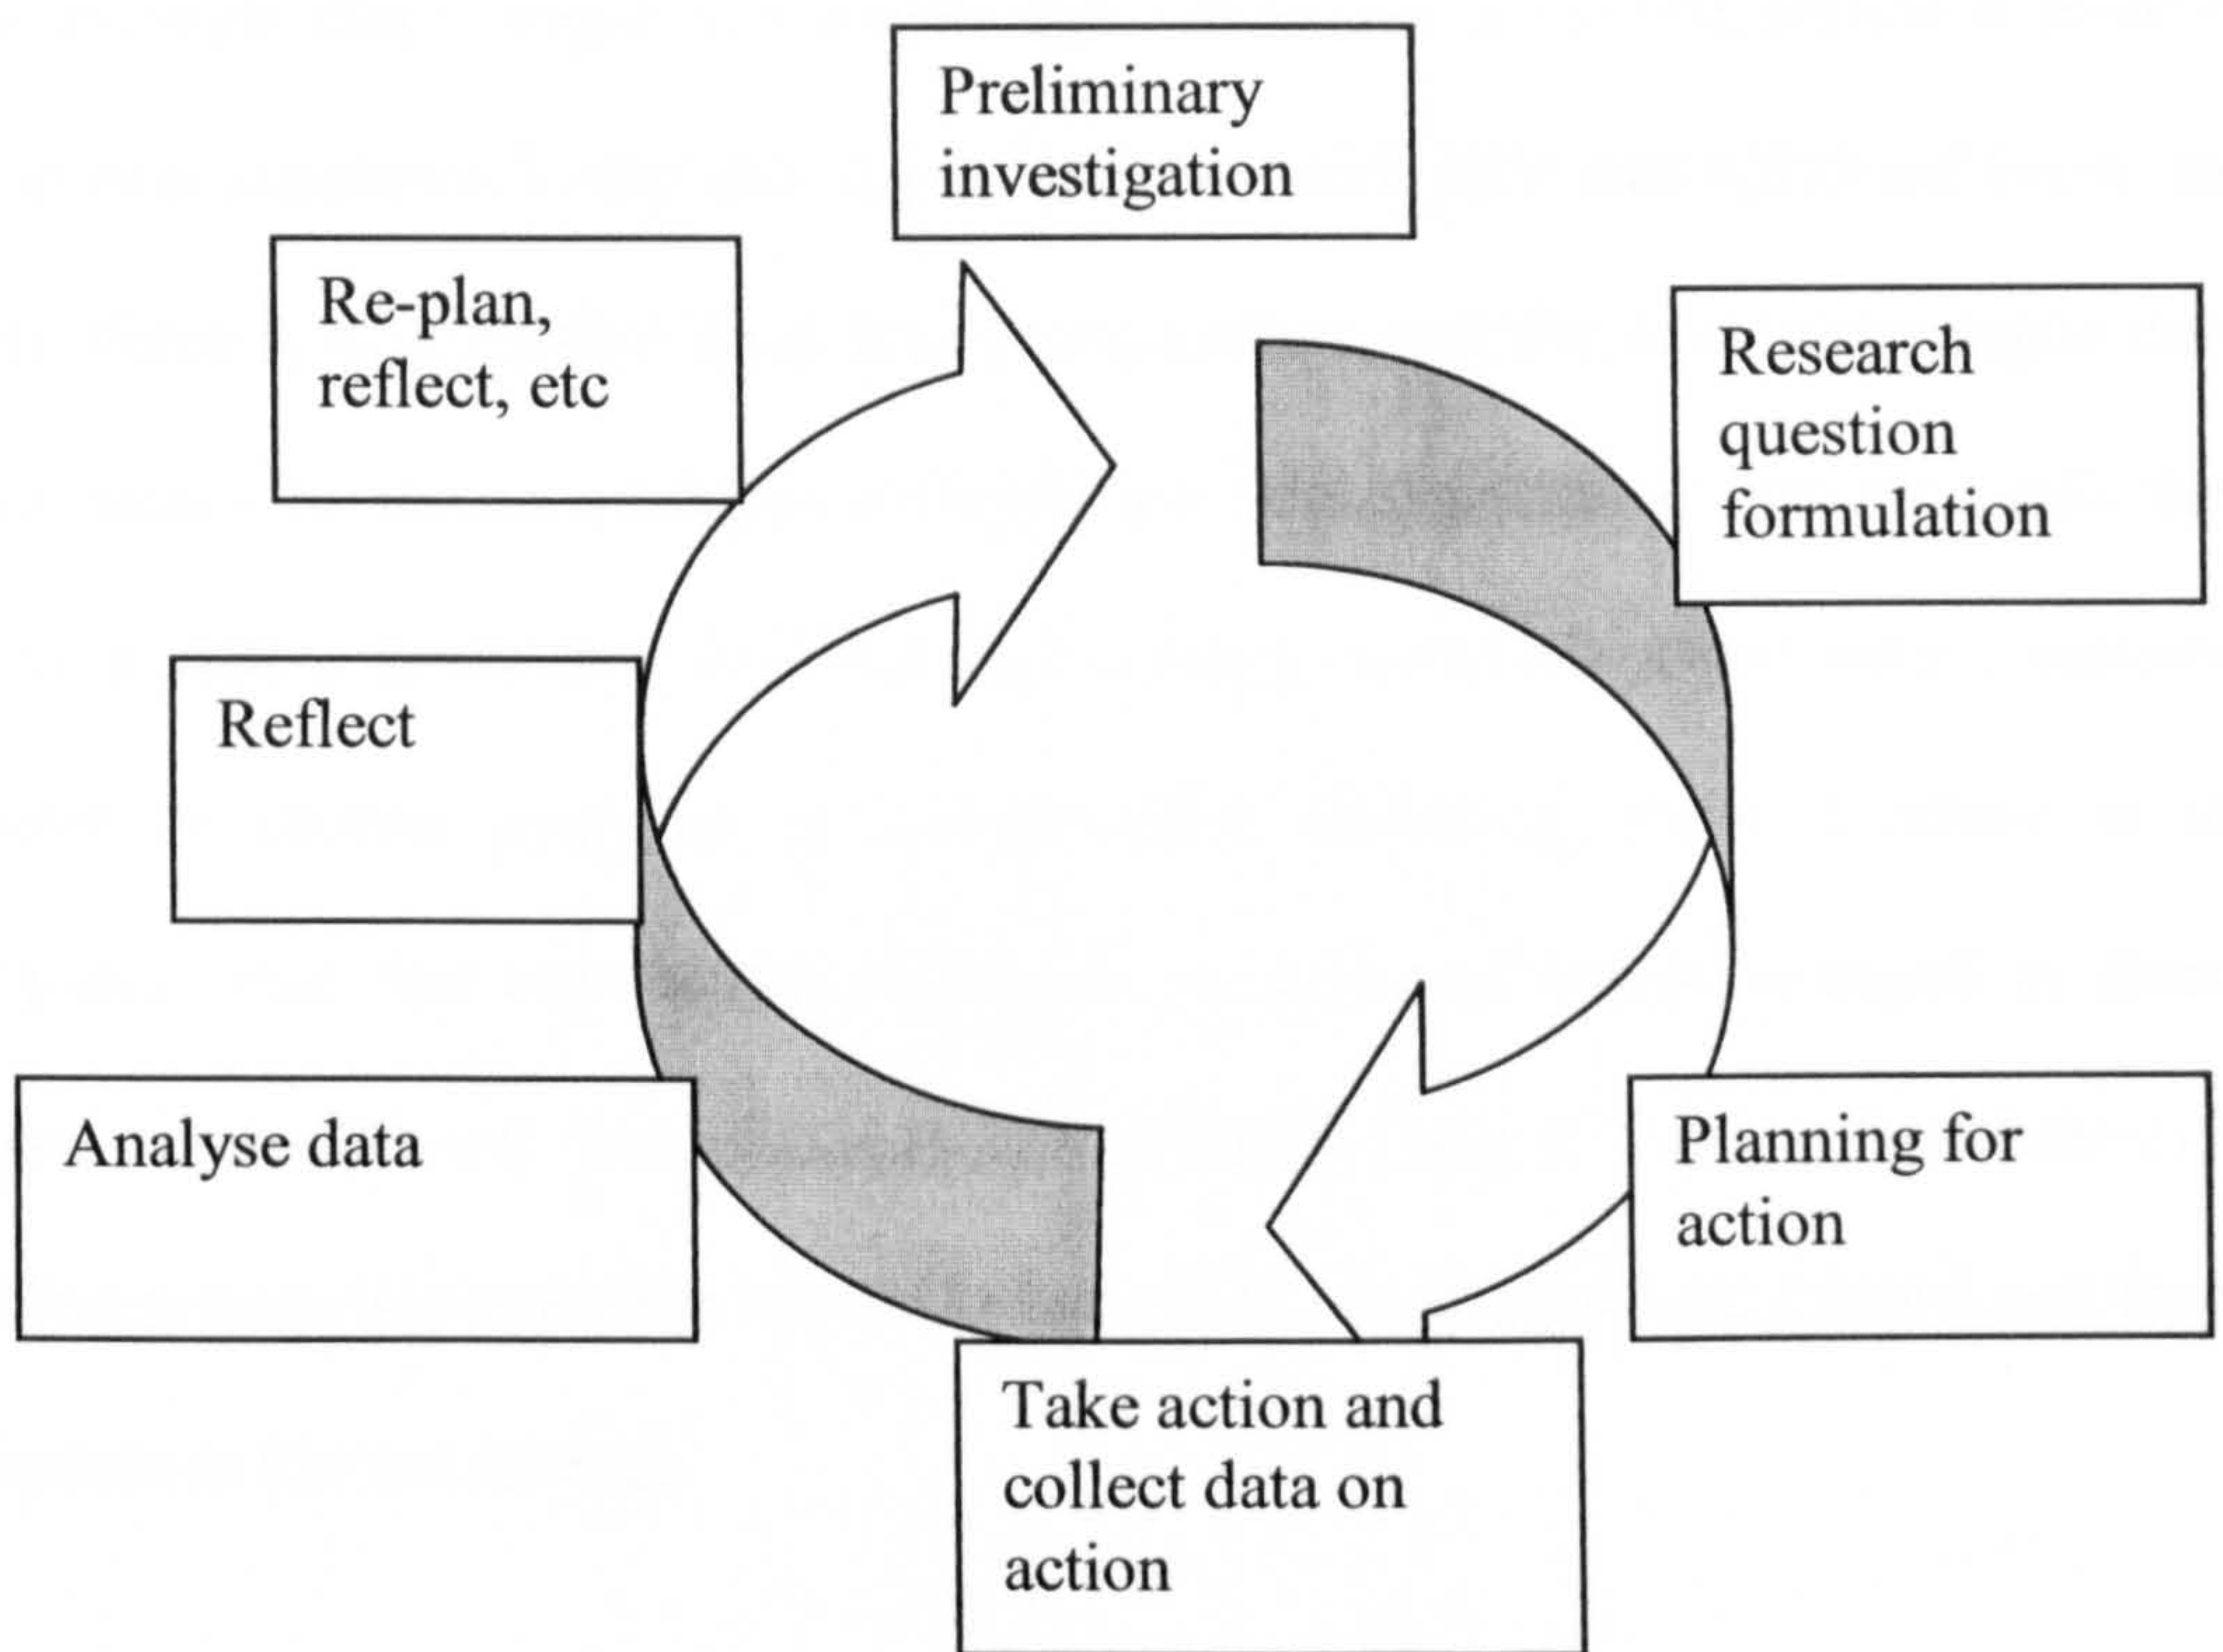 Preliminary
investigation
Research
question
formulation
Planning for
action
Take action and
collect data on
action
Analyse data
Reflect
Re-plan,
reflect, etc